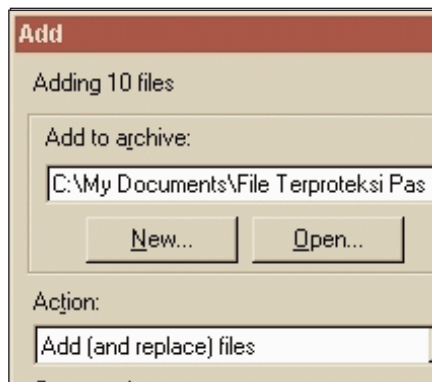 Add
Adding 10 files
Add to archive:
C:\My Documents\File Terproteksi Pas
New... Open...
Action:
Add (and replace) files